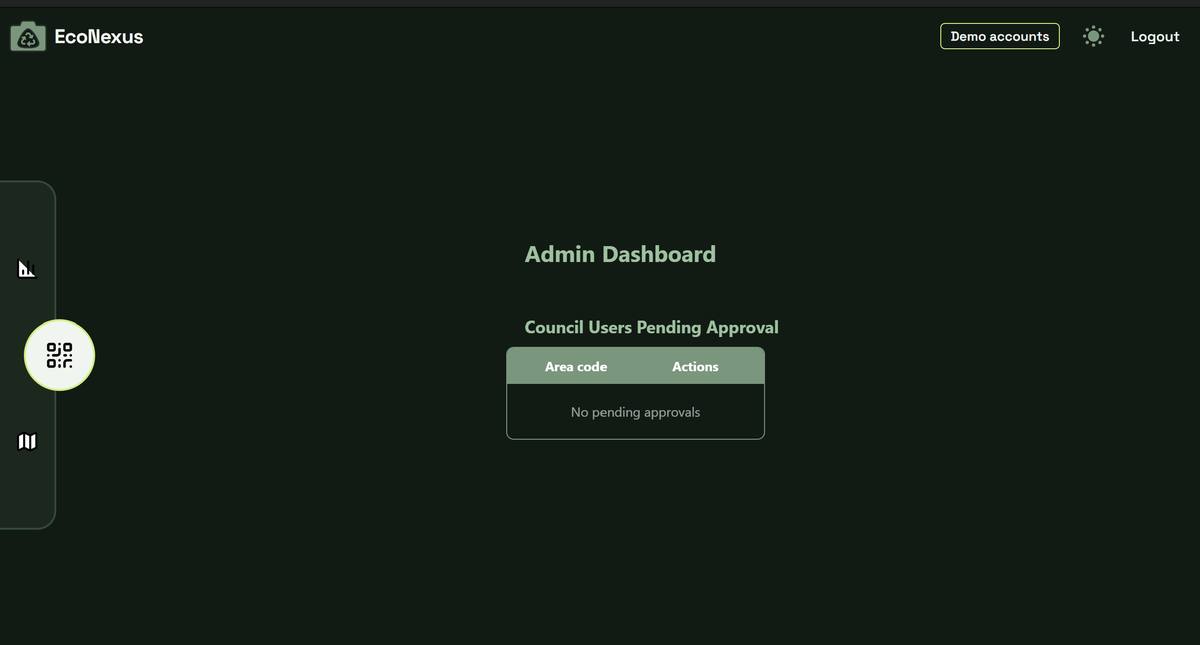 EcoNexus
Demo accounts
Logout
Admin Dashboard
Council Users Pending Approval
Area code Actions
No pending approvals